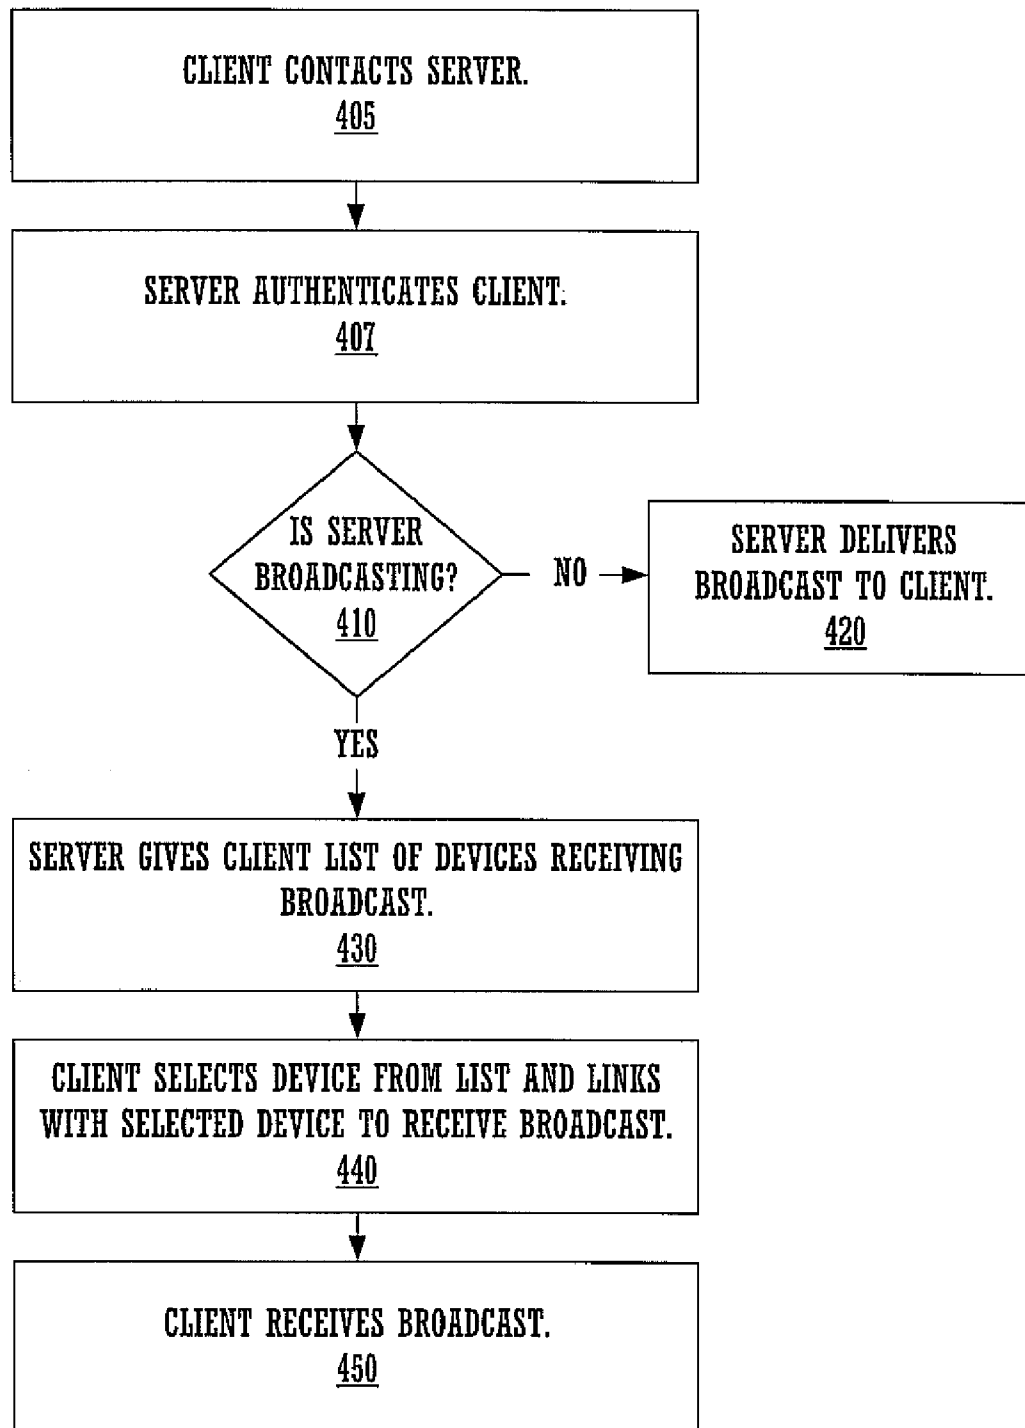 CLIENT CONTACTS SERVER.
405
SERVER AUTHENTICATES CLIENT.
407
IS SERVER
BROADCASTING?
410
NO
SERVER DELIVERS
BROADCAST TO CLIENT.
420
YES
SERVER GIVES CLIENT LIST OF DEVICES RECEIVING
BROADCAST.
430
CLIENT SELECTS DEVICE FROM LIST AND LINKS
WITH SELECTED DEVICE TO RECEIVE BROADCAST.
440
CLIENT RECEIVES BROADCAST.
450